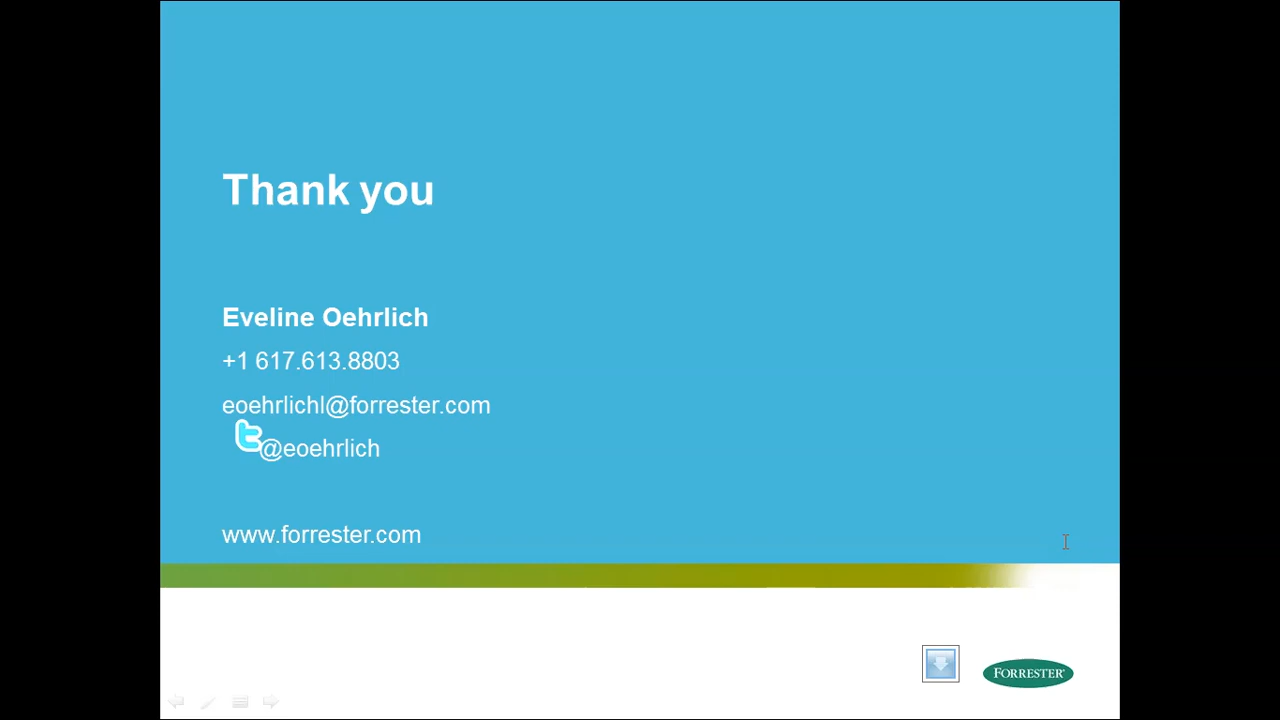 Thank you
Eveline Oehrlich
+1 617.613.8803
eoehrlichl@forrester.com
@eoehrlich
www.forrester.com
FORRESTER®